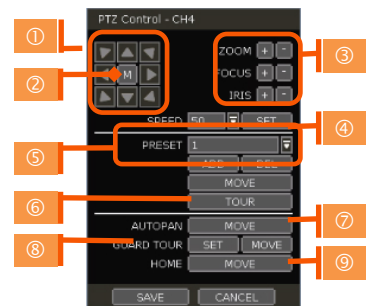 PTZ Control - CH4
①
ZOOM + -
③
② M
FOCUS + -
IRIS + -
SPEED 50 SET
④
⑤
PRESET 1
ADD DEL
MOVE
⑥
TOUR
AUTOPAN MOVE
⑦
⑧
GUARD TOUR SET MOVE
HOME MOVE
⑨
SAVE CANCEL